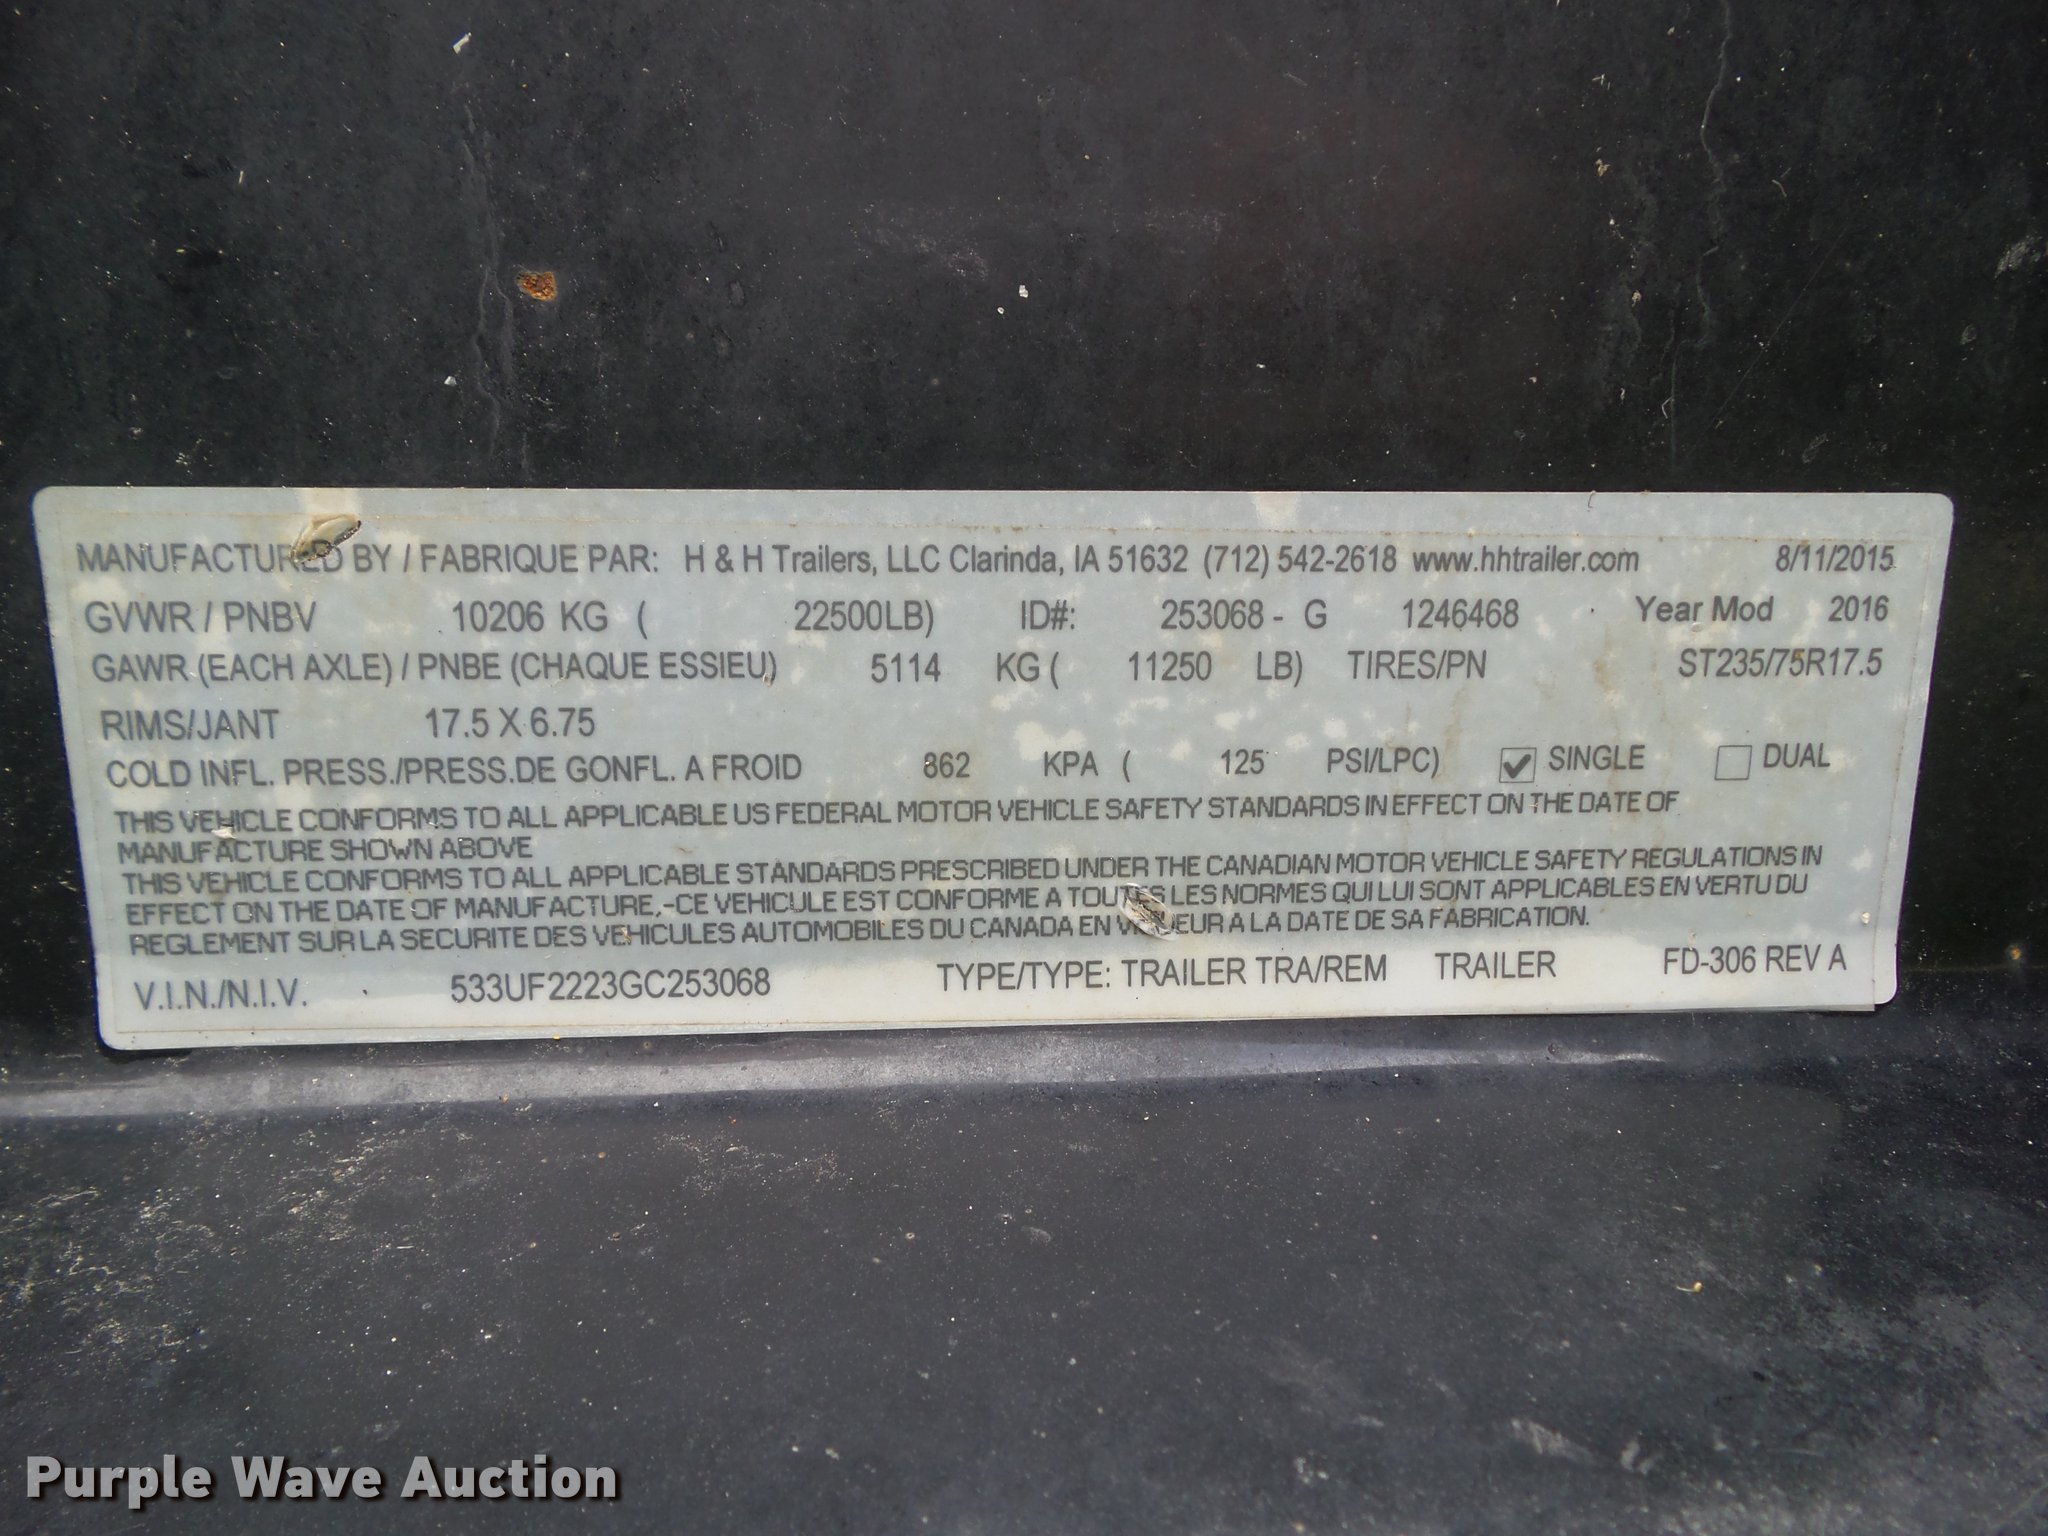 MANUFACTURED BY / FABRIQUE PAR: H & H Trailers, LLC Clarinda, IA 51632 (712) 542-2618 www.hhtrailer.com 8/11/2015
GVWR / PNBV 10206 KG ( 22500LB) ID#: 253068 - G 1246468 Year Mod 2016
GAWR (EACH AXLE) / PNBE (CHAQUE ESSIEU) 5114 KG ( 11250 LB) TIRES/PN ST235/75R17.5
RIMS/JANT 17.5 X 6.75
COLD INFL. PRESS./PRESS.DE GONFL. A FROID 862 KPA ( 125 PSI/LPC) SINGLE DUAL
THIS VEHICLE CONFORMS TO ALL APPLICABLE US FEDERAL MOTOR VEHICLE SAFETY STANDARDS IN EFFECT ON THE DATE OF
MANUFACTURE SHOWN ABOVE
THIS VEHICLE CONFORMS TO ALL APPLICABLE STANDARDS PRESCRIBED UNDER THE CANADIAN MOTOR VEHICLE SAFETY REGULATIONS IN
EFFECT ON THE DATE OF MANUFACTURE,-CE VEHICULE EST CONFORME A TOUTES LES NORMES QUI LUI SONT APPLICABLES EN VERTU DU
REGLEMENT SUR LA SECURITE DES VEHICULES AUTOMOBILES DU CANADA EN VIGUEUR A LA DATE DE SA FABRICATION.
V.I.N./N.I.V. 533UF2223GC253068 TYPE/TYPE: TRAILER TRA/REM TRAILER FD-306 REV A
Purple Wave Auction